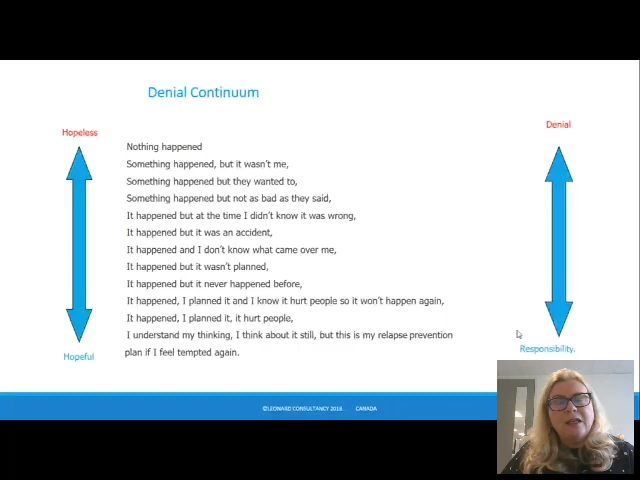 Denial Continuum
Hopeless
Denial
Nothing happened
Something happened, but it wasn't me,
Something happened but they wanted to,
Something happened but not as bad as they said,
It happened but at the time I didn't know it was wrong,
It happened but it was an accident,
It happened and I don't know what came over me,
It happened but it wasn't planned,
It happened but it never happened before,
It happened, I planned it and I know it hurt people so it won't happen again,
It happened, I planned it, it hurt people,
I understand my thinking, I think about it still, but this is my relapse prevention
plan if I feel tempted again.
Hopeful
Responsibility.
©LEONARD CONSULTANCY 2018 CANADA